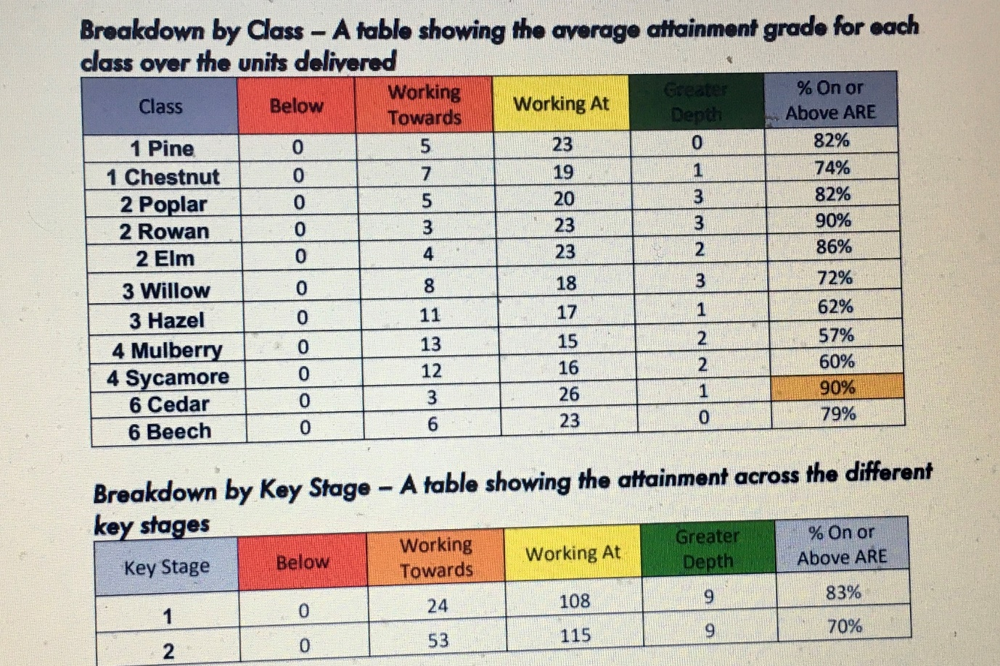 Breakdown by Class – A table showing the average attainment grade for each
class over the units delivered
Class Below Working Towards Working At Greater Depth % On or Above ARE
1 Pine 0 5 23 0 82%
1 Chestnut 0 7 19 1 74%
2 Poplar 0 5 20 3 82%
2 Rowan 0 3 23 3 90%
2 Elm 0 4 23 2 86%
3 Willow 0 8 18 3 72%
3 Hazel 0 11 17 1 62%
4 Mulberry 0 13 15 2 57%
4 Sycamore 0 12 16 2 60%
6 Cedar 0 3 26 1 90%
6 Beech 0 6 23 0 79%
Breakdown by Key Stage – A table showing the attainment across the different
key stages
Key Stage Below Working Towards Working At Greater Depth % On or Above ARE
1 0 24 108 9 83%
2 0 53 115 9 70%